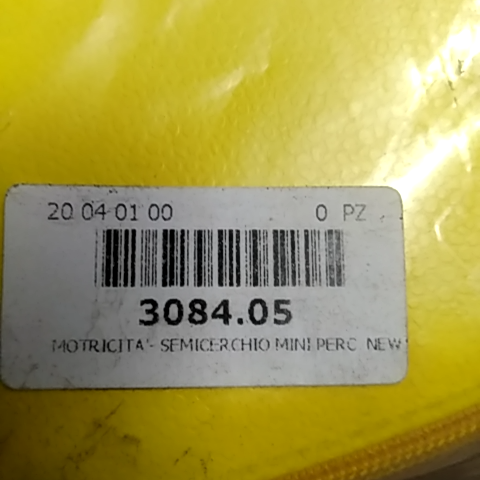 20 04 01 00 0 PZ
3084.05
MOTRICITA'- SEMICERCHIO MINI PERC NEW